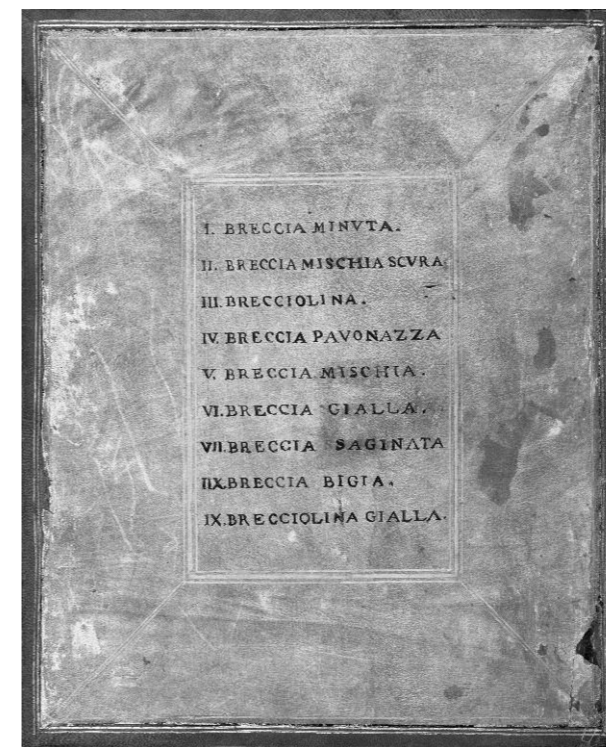 I. BRECCIA MINVTA.
II. BRECCIA MISCHIA SCVRA
III. BRECCIOLINA.
IV. BRECCIA PAVONAZZA
V. BRECCIA MISCHIA.
VI. BRECCIA GIALLA.
VII. BRECCIA SAGINATA
IIX. BRECCIA BIGIA.
IX. BRECCIOLINA GIALLA.